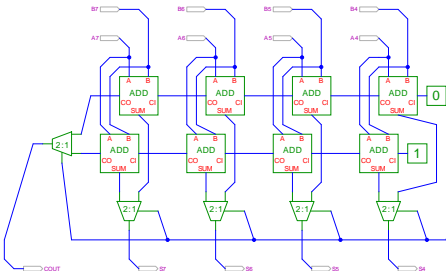 B7 B6 B5 B4
A7 A6 A5 A4
A B A B A B A B
ADD ADD ADD ADD 0
CO CI CO CI CO CI CO CI
SUM SUM SUM SUM
A B A B A B A B
2:1 ADD ADD ADD ADD 1
CO CI CO CI CO CI CO CI
SUM SUM SUM SUM
2:1 2:1 2:1 2:1
COUT S7 S6 S5 S4